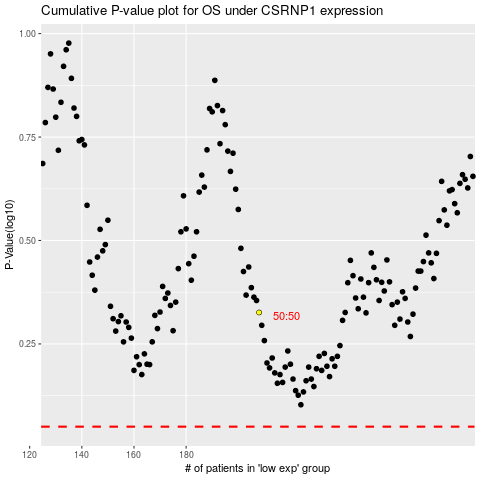 Cumulative P-value plot for OS under CSRNP1 expression
P-Value(log10)
1.00
0.75
0.50
0.25
50:50
120 140 160 180
# of patients in 'low exp' group